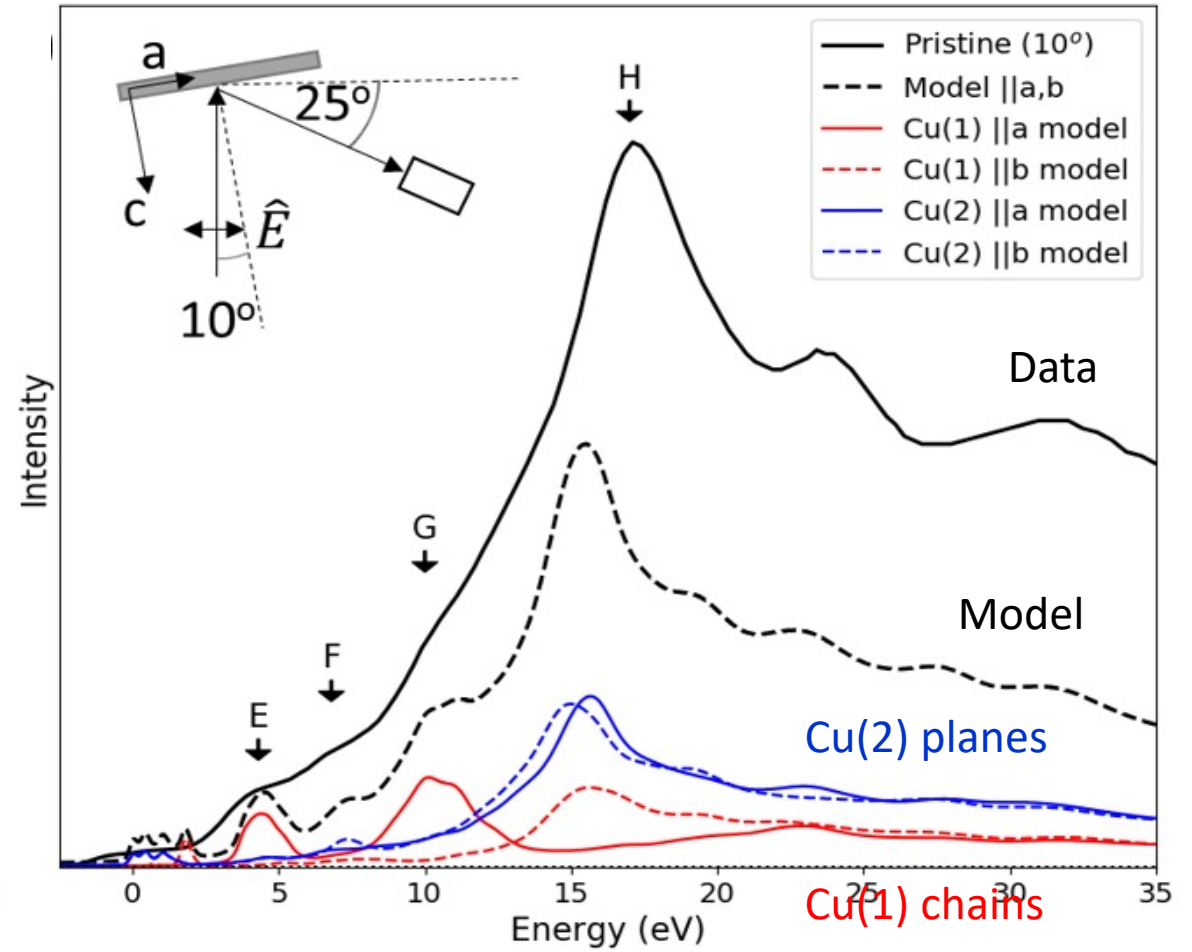 a
25°
c
Ê
10°
Pristine (10°)
Model ||a,b
Cu(1) ||a model
Cu(1) ||b model
Cu(2) ||a model
Cu(2) ||b model
H
Data
G
Model
F
E
Cu(2) planes
Intensity
0 5 10 15 20 25 30 35
Cu(1) chains
Energy (eV)